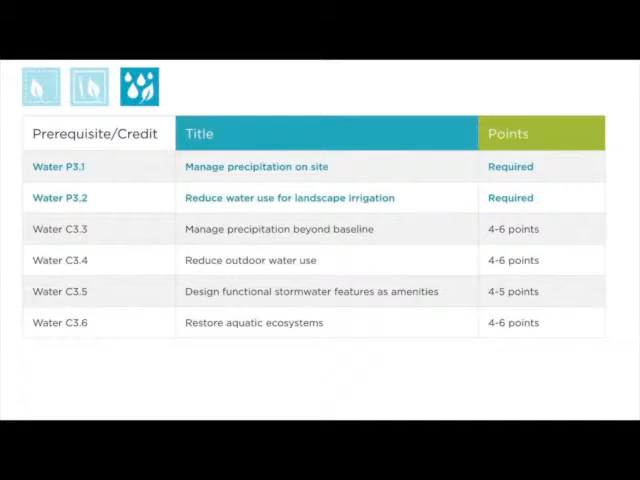 Prerequisite/Credit Title Points
Water P3.1 Manage precipitation on site Required
Water P3.2 Reduce water use for landscape irrigation Required
Water C3.3 Manage precipitation beyond baseline 4-6 points
Water C3.4 Reduce outdoor water use 4-6 points
Water C3.5 Design functional stormwater features as amenities 4-5 points
Water C3.6 Restore aquatic ecosystems 4-6 points